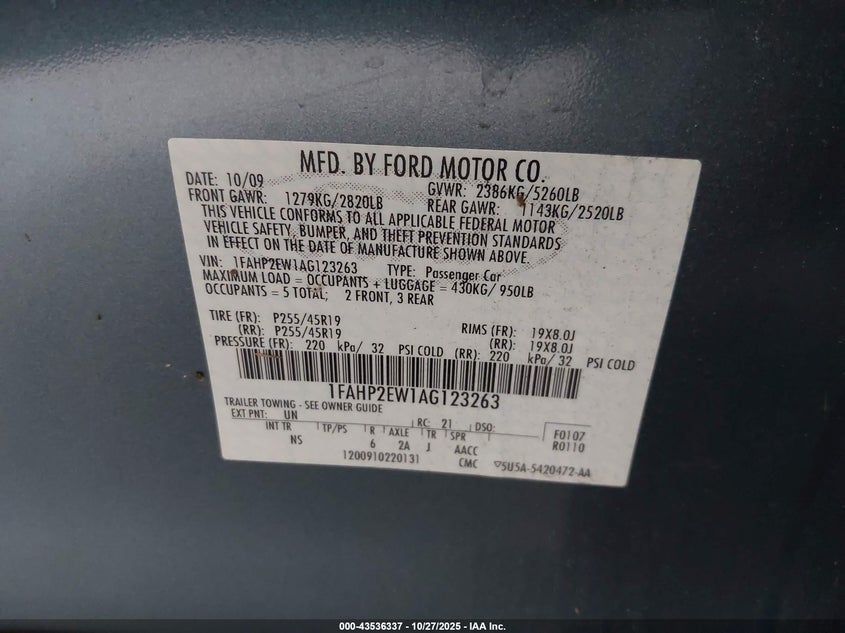 MFD. BY FORD MOTOR CO.
DATE: 10/09 GVWR: 2386KG/5260LB
FRONT GAWR: 1279KG/2820LB REAR GAWR: 1143KG/2520LB
THIS VEHICLE CONFORMS TO ALL APPLICABLE FEDERAL MOTOR
VEHICLE SAFETY, BUMPER, AND THEFT PREVENTION STANDARDS
IN EFFECT ON THE DATE OF MANUFACTURE SHOWN ABOVE.
VIN: 1FAHP2EW1AG123263 TYPE: Passenger Car
MAXIMUM LOAD = OCCUPANTS + LUGGAGE = 430KG/ 950LB
OCCUPANTS = 5 TOTAL; 2 FRONT, 3 REAR
TIRE (FR): P255/45R19 RIMS (FR): 19X8.0J
(RR): P255/45R19 (RR): 19X8.0J
PRESSURE (FR): 220 kPa/ 32 PSI COLD (RR): 220 kPa/ 32 PSI COLD
1FAHP2EW1AG123263
TRAILER TOWING - SEE OWNER GUIDE
EXT PNT: UN RC: 21 DSO:
INT TR TP/PS R AXLE TR SPR F0107
NS 6 2A J AACC R0110
1200910220131 CMC 5U5A-5420472-AA
000-43536337 - 10/27/2025 - IAA Inc.